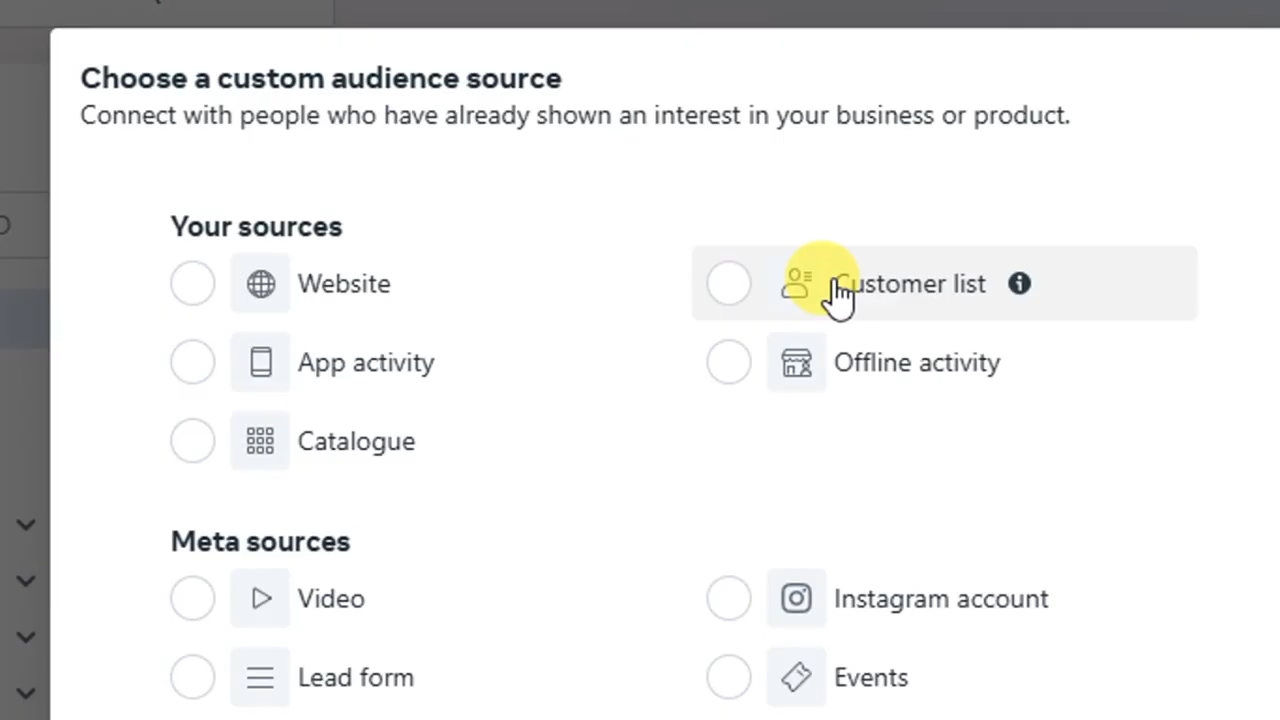 Choose a custom audience source
Connect with people who have already shown an interest in your business or product.
Your sources
Website
Customer list
App activity
Offline activity
Catalogue
Meta sources
Video
Instagram account
Lead form
Events